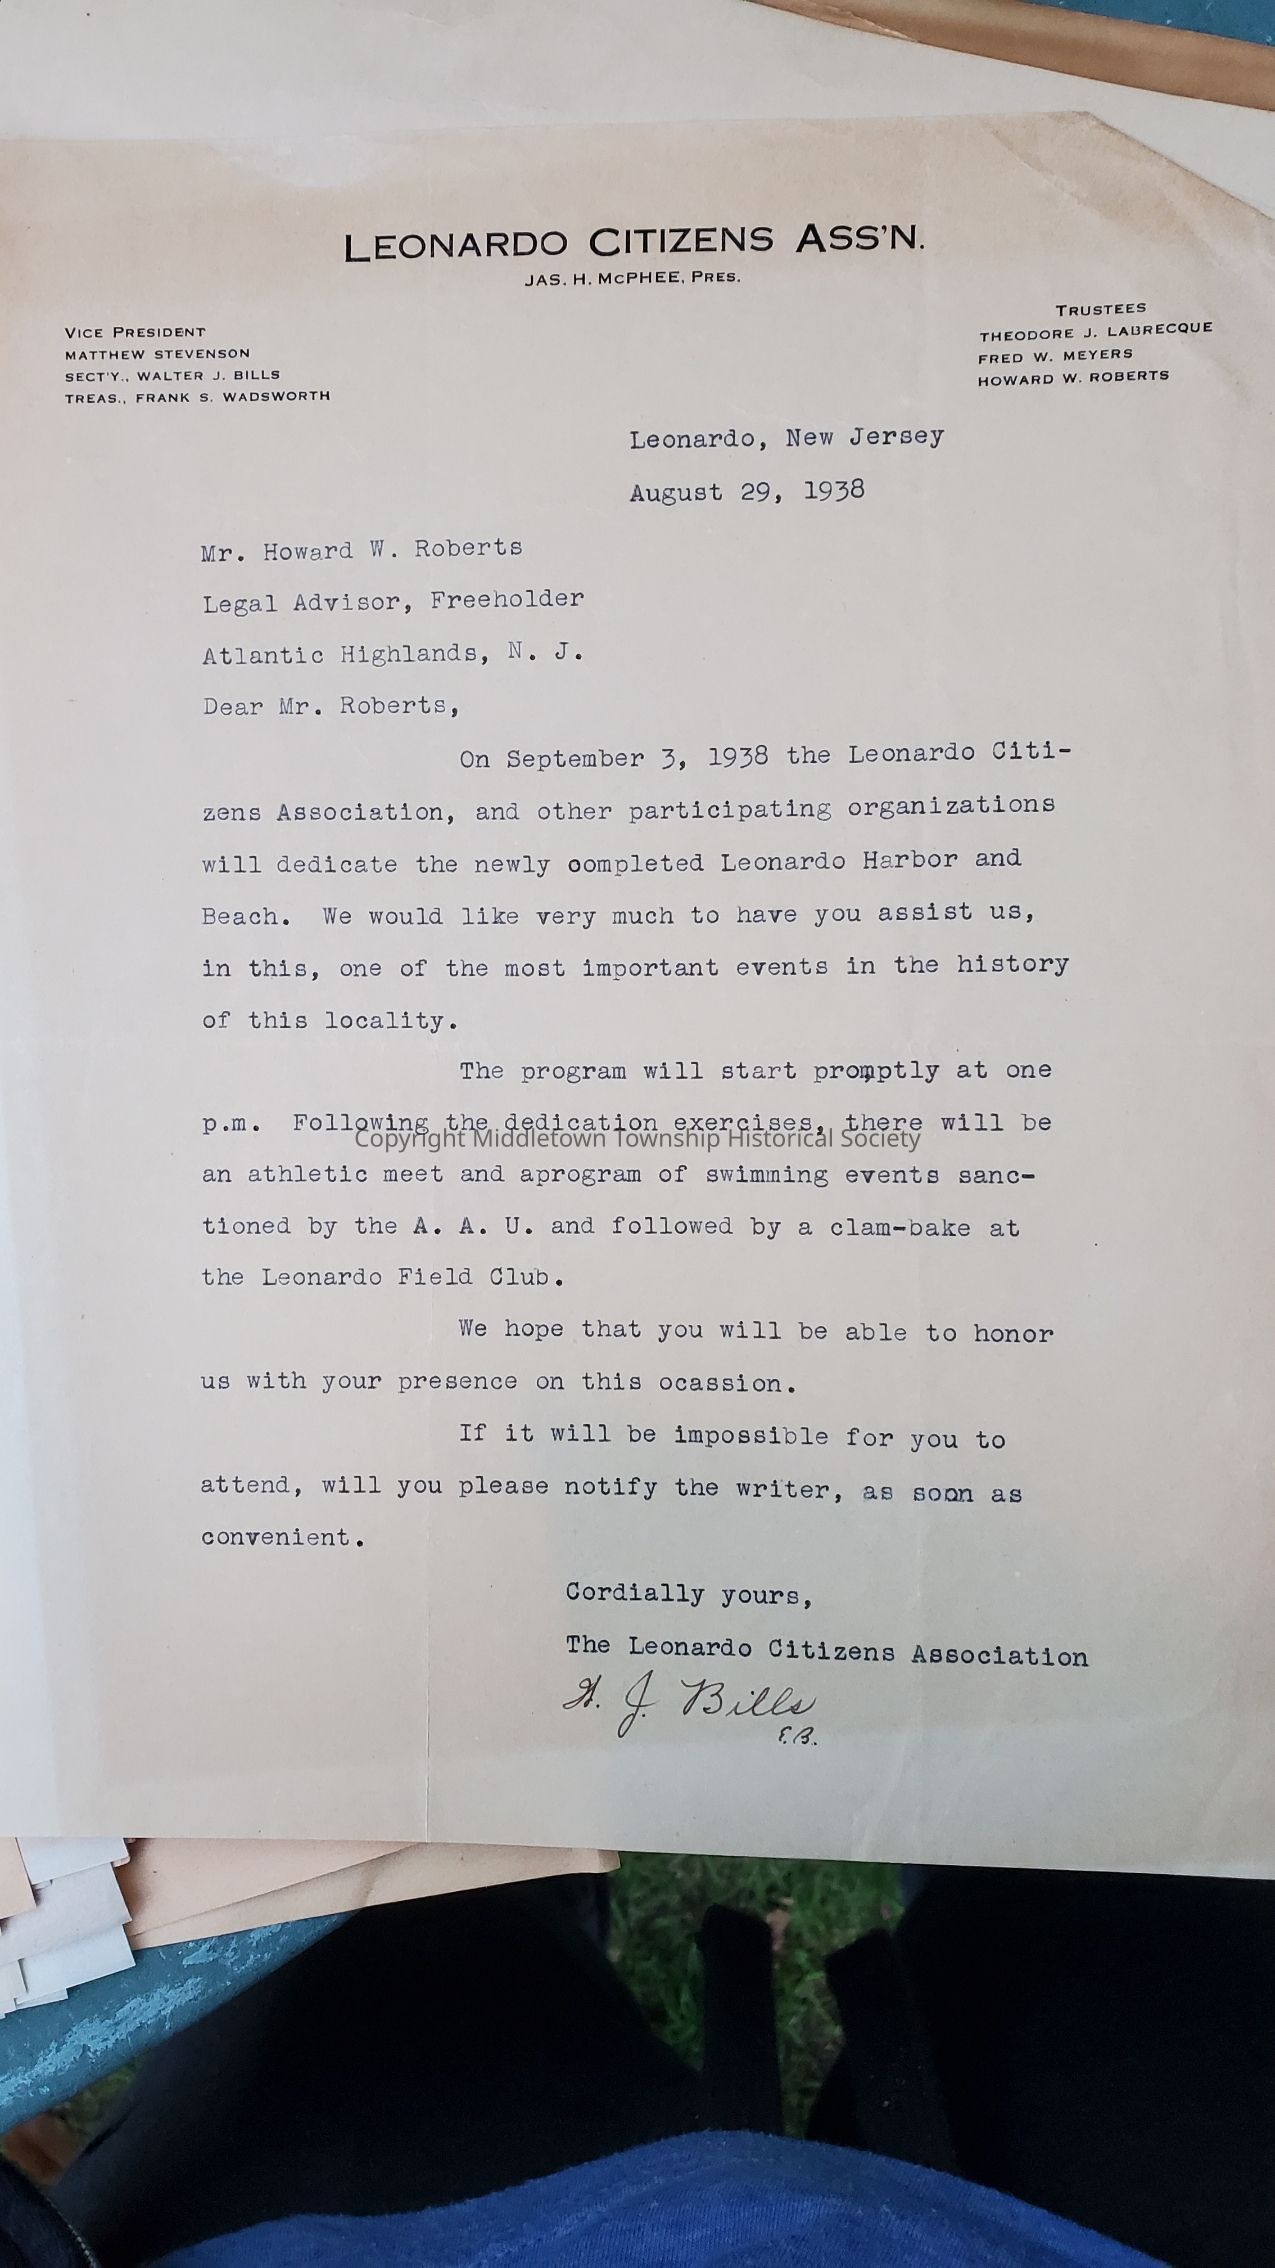 LEONARDO CITIZENS ASS'N.
JAS. H. McPHEE, PRES.
VICE PRESIDENT
MATTHEW STEVENSON
SECT'Y., WALTER J. BILLS
TREAS., FRANK S. WADSWORTH
TRUSTEES
THEODORE J. LABRECQUE
FRED W. MEYERS
HOWARD W. ROBERTS
Leonardo, New Jersey
August 29, 1938
Mr. Howard W. Roberts
Legal Advisor, Freeholder
Atlantic Highlands, N. J.
Dear Mr. Roberts,
On September 3, 1938 the Leonardo Citi-
zens Association, and other participating organizations
will dedicate the newly completed Leonardo Harbor and
Beach. We would like very much to have you assist us,
in this, one of the most important events in the history
of this locality.
The program will start promptly at one
p.m. Following the dedication exercises, there will be
Copyright Middletown Township Historical Society
an athletic meet and aprogram of swimming events sanc-
tioned by the A. A. U. and followed by a clam-bake at
the Leonardo Field Club.
We hope that you will be able to honor
us with your presence on this ocassion.
If it will be impossible for you to
attend, will you please notify the writer, as soon as
convenient.
Cordially yours,
The Leonardo Citizens Association
W. J. Bills
E.B.